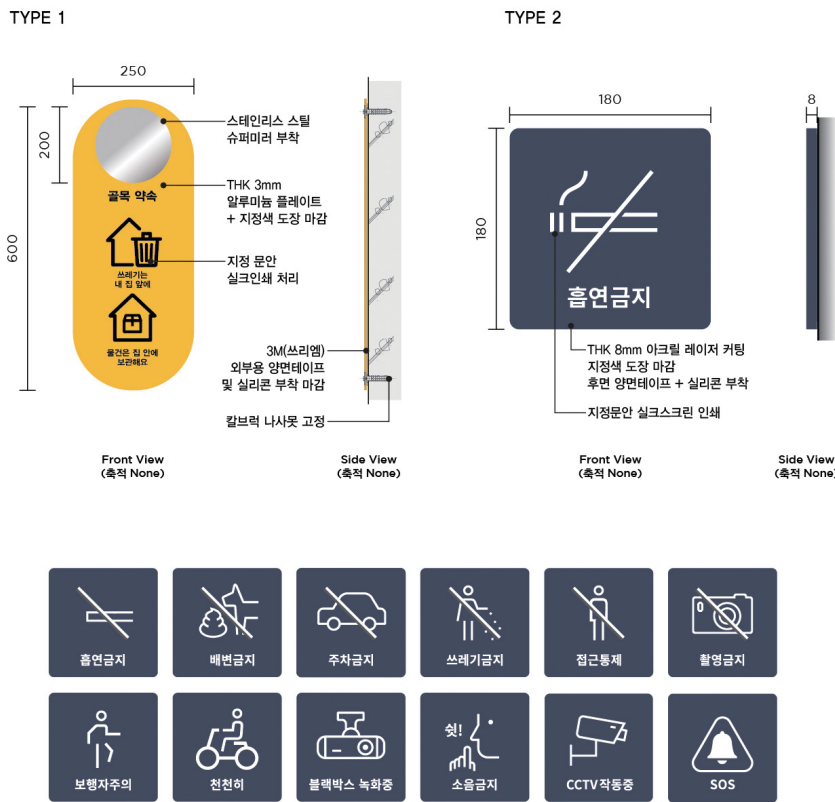 TYPE 1
TYPE 2
250
200
600
골목 약속
쓰레기는
내 집 앞에
물건은 집 안에
보관해요
스테인리스 스틸
슈퍼미러 부착
THK 3mm
알루미늄 플레이트
+ 지정색 도장 마감
지정 문안
실크인쇄 처리
3M(쓰리엠)
외부용 양면테이프
및 실리콘 부착 마감
칼브럭 나사못 고정
Front View
(축적 None)
Side View
(축적 None)
180
8
180
흡연금지
THK 8mm 아크릴 레이저 커팅
지정색 도장 마감
후면 양면테이프 + 실리콘 부착
지정문안 실크스크린 인쇄
Front View
(축적 None)
Side View
(축적 None)
흡연금지
배변금지
주차금지
쓰레기금지
접근통제
촬영금지
보행자주의
천천히
블랙박스 녹화중
쉿!
소음금지
CCTV작동중
SOS